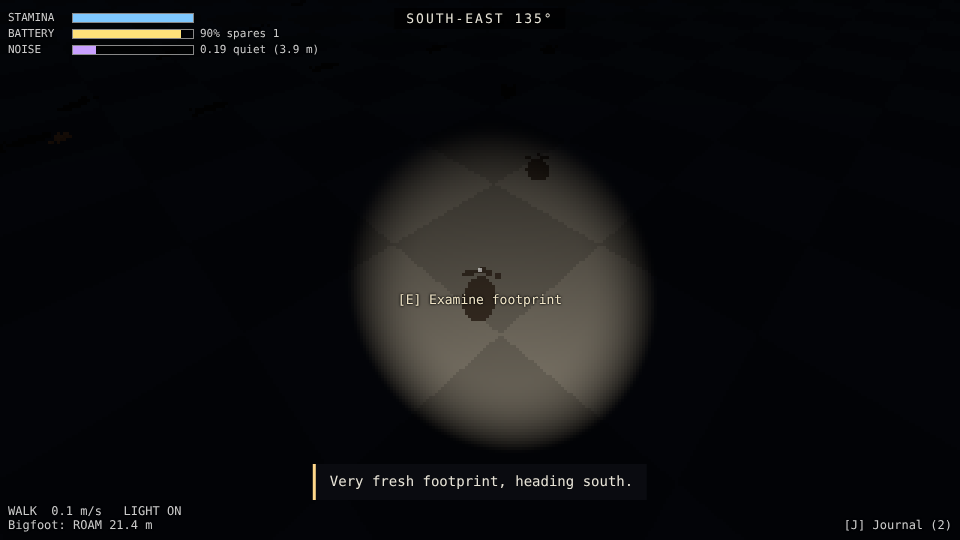 STAMINA
SOUTH-EAST 135°
BATTERY 90% spares 1
NOISE 0.19 quiet (3.9 m)
[E] Examine footprint
Very fresh footprint, heading south.
WALK 0.1 m/s LIGHT ON
Bigfoot: ROAM 21.4 m
[J] Journal (2)